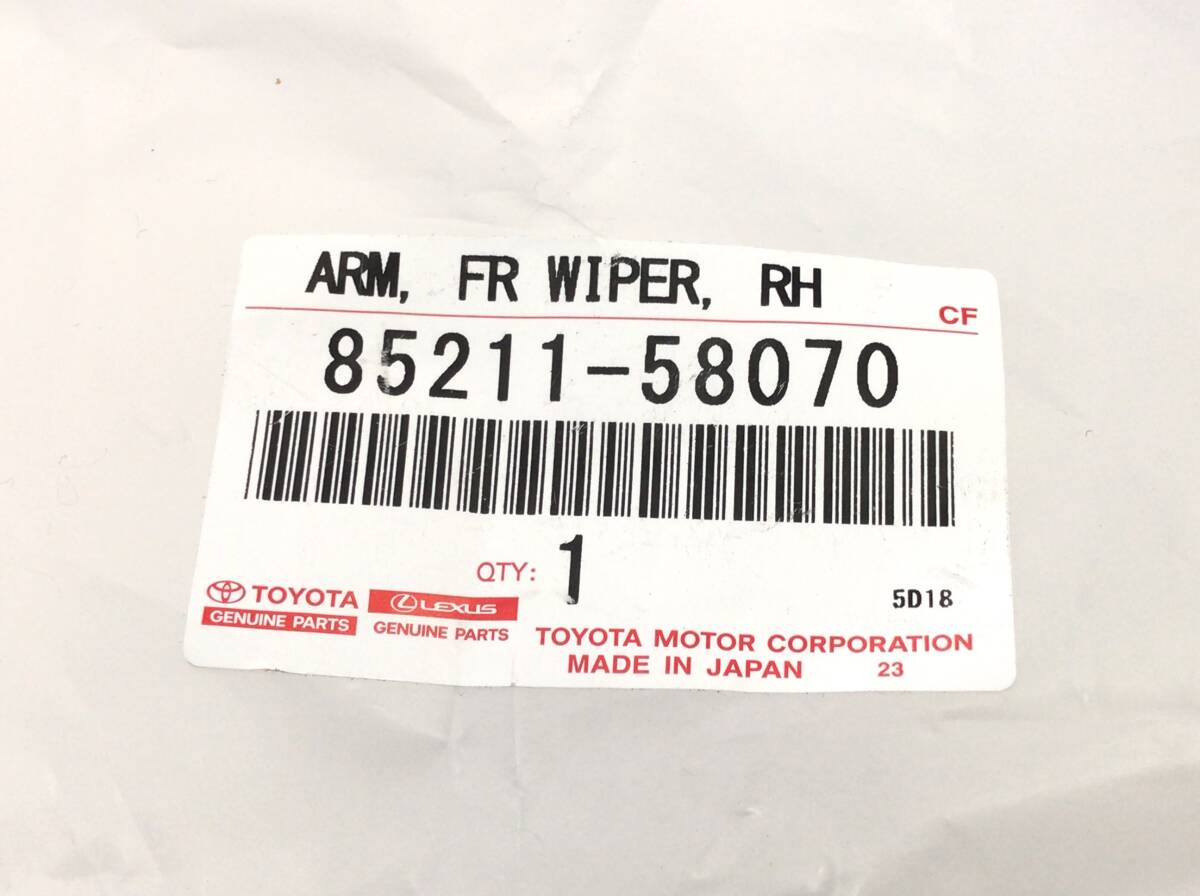 ARM, FR WIPER, RH
CF
85211-58070
QTY: 1
5D18
TOYOTA
GENUINE PARTS
LEXUS
GENUINE PARTS
TOYOTA MOTOR CORPORATION
MADE IN JAPAN 23